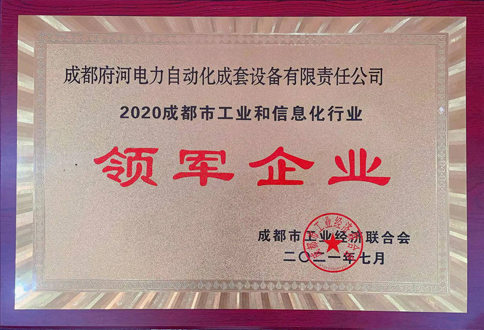 成都府河电力自动化成套设备有限责任公司
2020成都市工业和信息化行业
领军企业
成都市工业经济联合会
二〇二一年七月